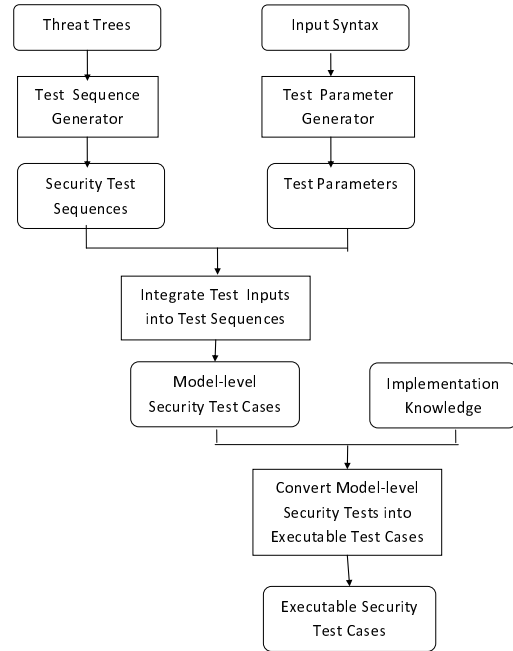 Threat Trees
Input Syntax
Test Sequence
Generator
Test Parameter
Generator
Security Test
Sequences
Test Parameters
Integrate Test Inputs
into Test Sequences
Model-level
Security Test Cases
Implementation
Knowledge
Convert Model-level
Security Tests into
Executable Test Cases
Executable Security
Test Cases